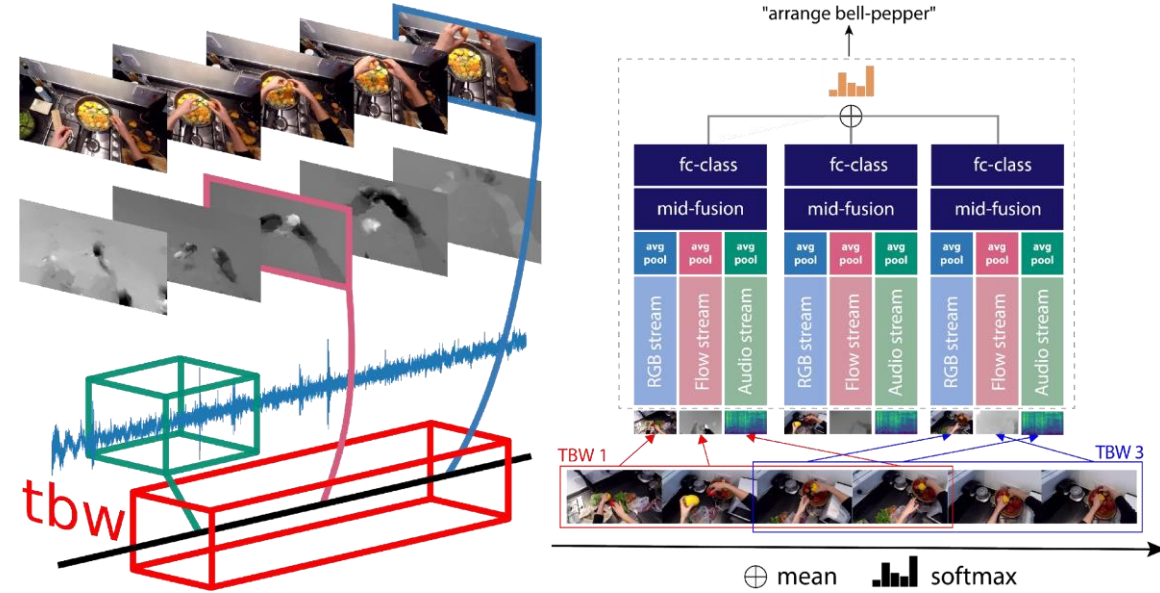 tbw
"arrange bell-pepper"
fc-class
fc-class
fc-class
mid-fusion
mid-fusion
mid-fusion
avg
pool
avg
pool
avg
pool
avg
pool
avg
pool
avg
pool
avg
pool
avg
pool
avg
pool
RGB stream
Flow stream
Audio stream
RGB stream
Flow stream
Audio stream
RGB stream
Flow stream
Audio stream
TBW 1
TBW 3
mean
softmax